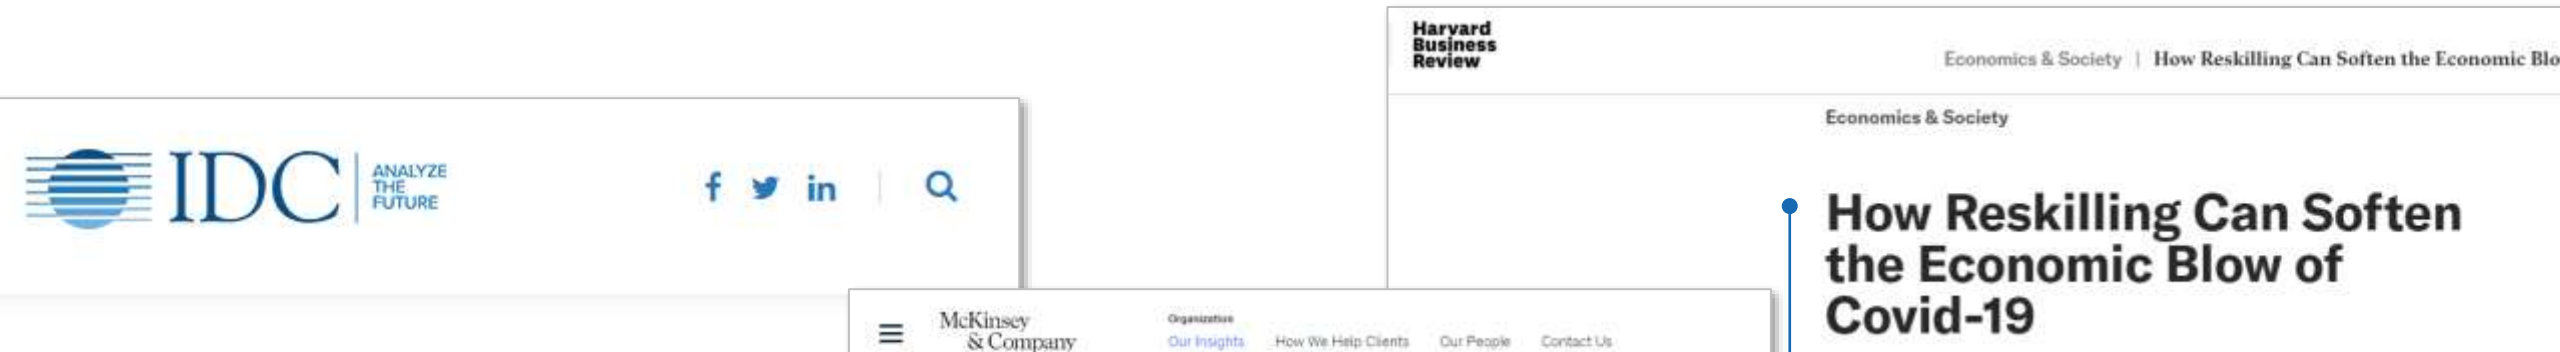 IDC
ANALYZE
THE
FUTURE
f in
McKinsey
& Company
Organization
Our Insights How We Help Clients Our People Contact Us
Harvard
Business
Review
Economics & Society | How Reskilling Can Soften the Economic Blo
Economics & Society
How Reskilling Can Soften
the Economic Blow of
Covid-19